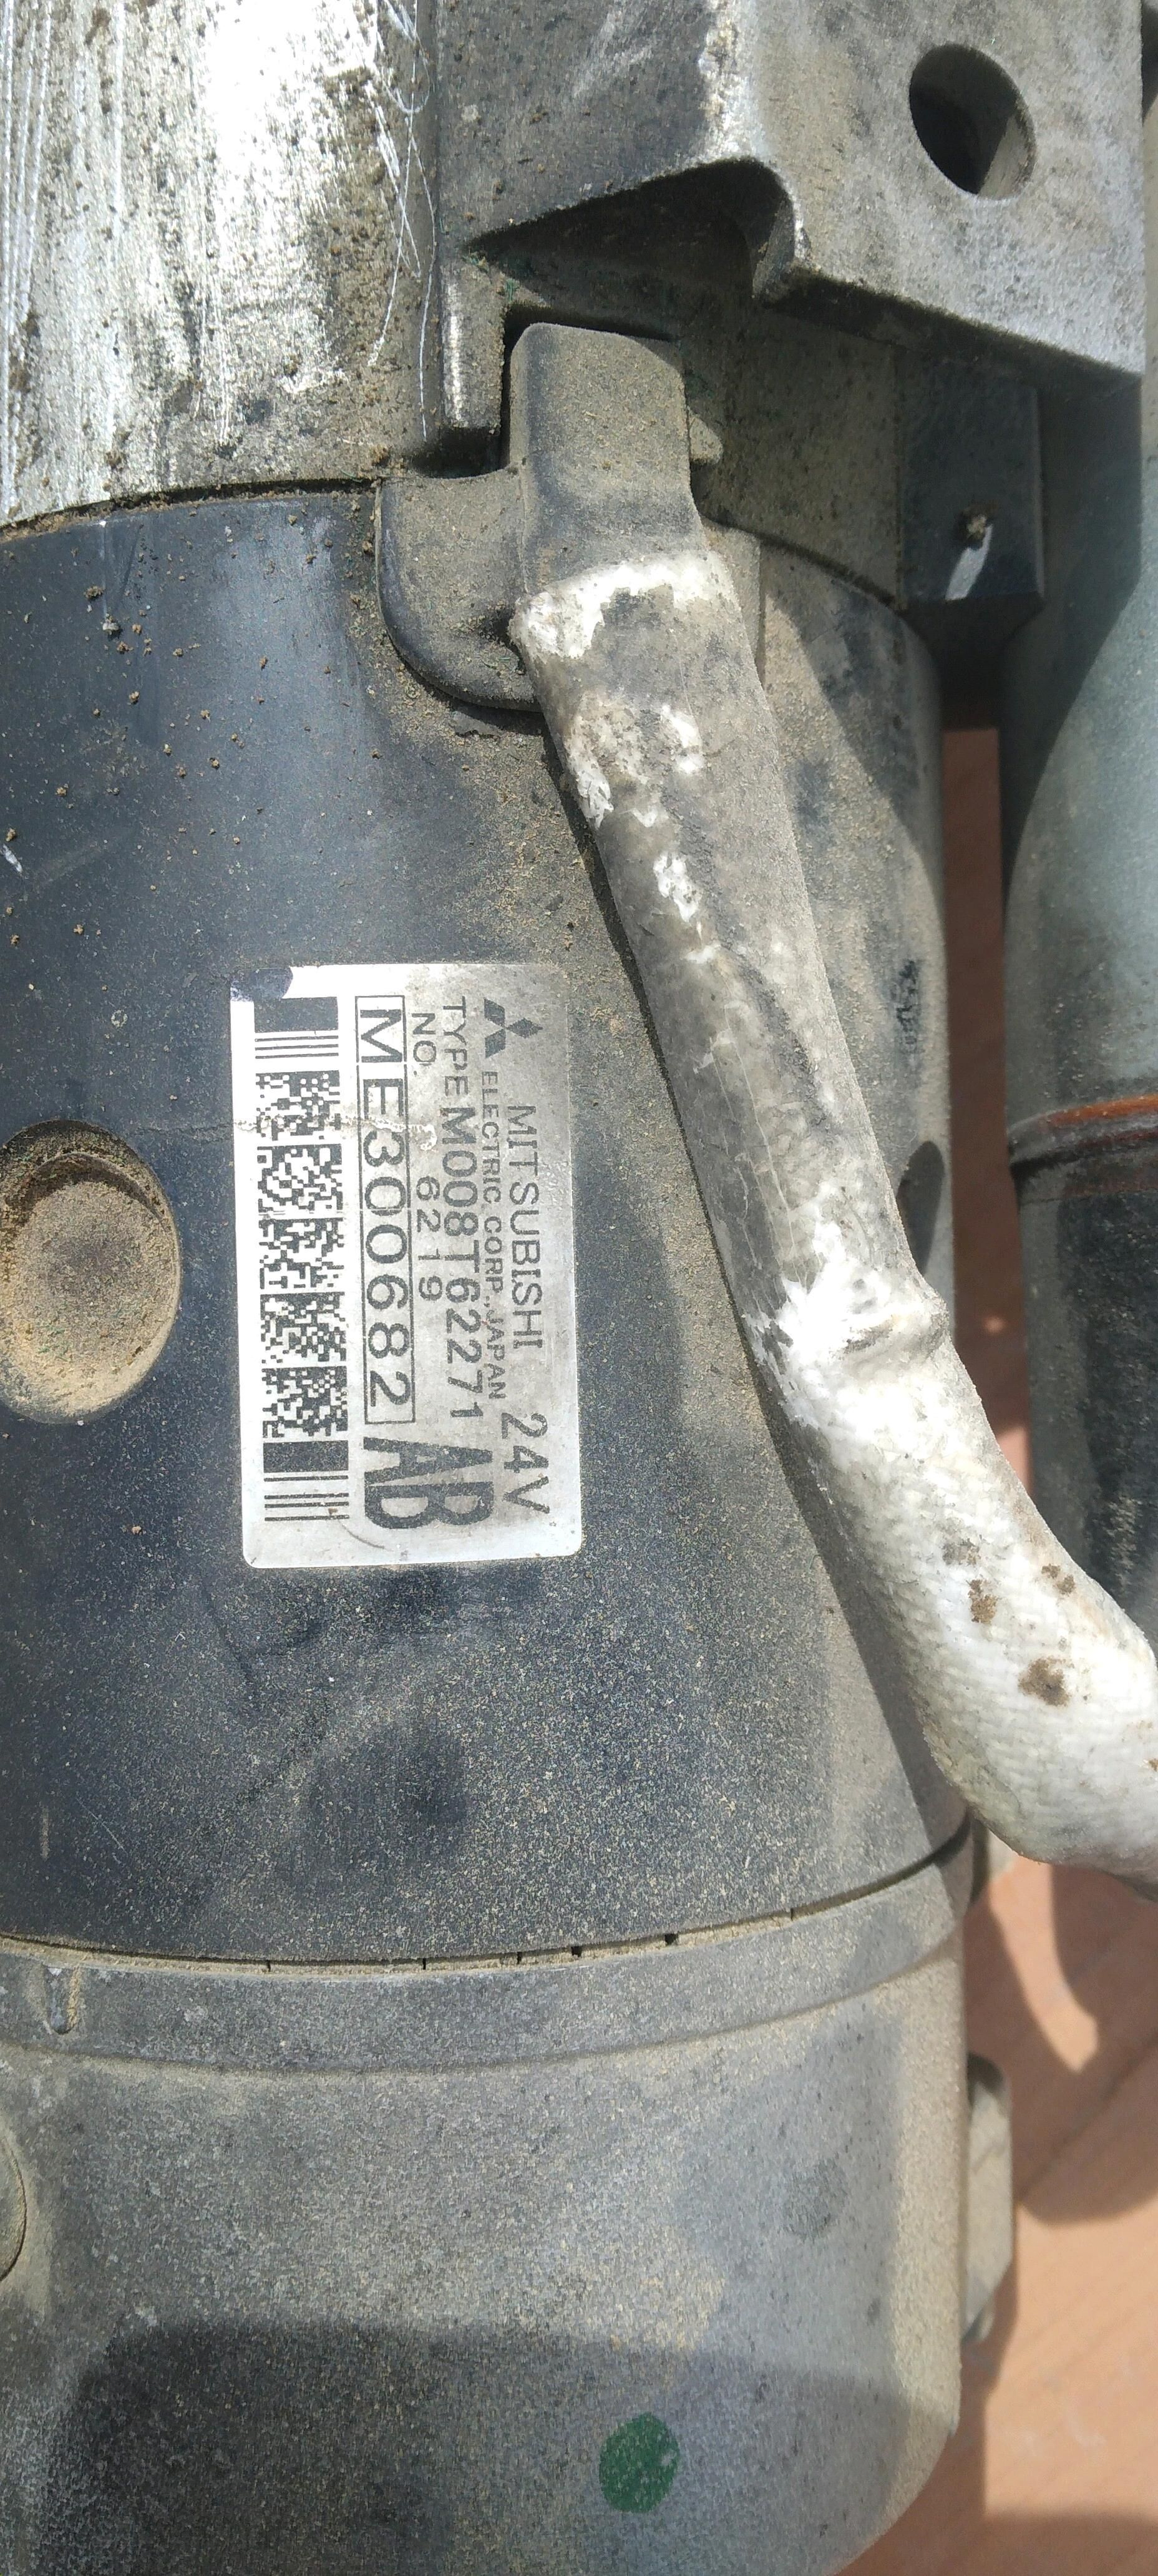 MITSUBISHI 24V
ELECTRIC CORP., JAPAN
TYPE M008T62271 AB
NO. 6219
ME300682